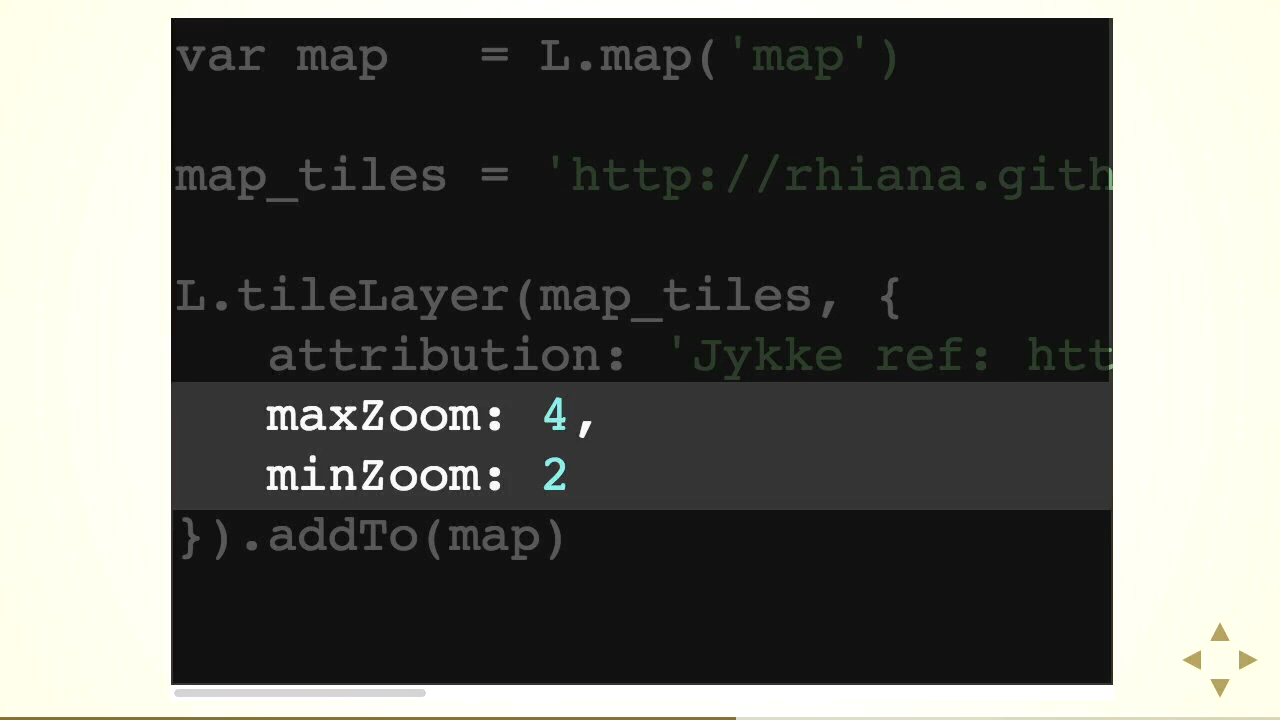 var map   = L.map('map')
map_tiles = 'http://rhiana.gith
L.tileLayer(map_tiles, {
   attribution: 'Jykke ref: htt
   maxZoom: 4,
   minZoom: 2
}).addTo(map)